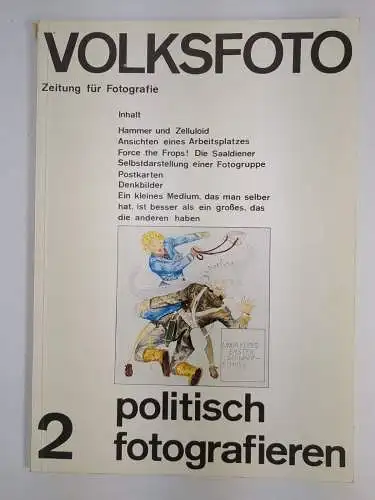 VOLKSFOTO
Zeitung für Fotografie
Inhalt
Hammer und Zelluloid
Ansichten eines Arbeitsplatzes
Force the Frops! Die Saaldiener
Selbstdarstellung einer Fotogruppe
Postkarten
Denkbilder
Ein kleines Medium, das man selber
hat, ist besser als ein großes, das
die anderen haben
2
politisch
fotografieren